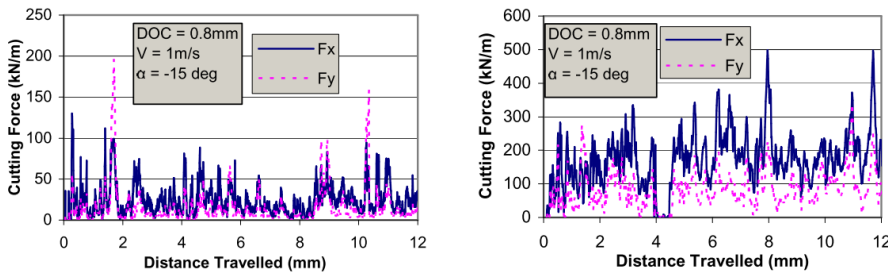 250
200
150
100
50
0
Cutting Force (kN/m)
DOC = 0.8mm
V = 1m/s
α = -15 deg
Fx
Fy
0 2 4 6 8 10 12
Distance Travelled (mm)
600
500
400
300
200
100
0
Cutting Force (kN/m)
DOC = 0.8mm
V = 1m/s
α = -15 deg
Fx
Fy
0 2 4 6 8 10 12
Distance Travelled (mm)